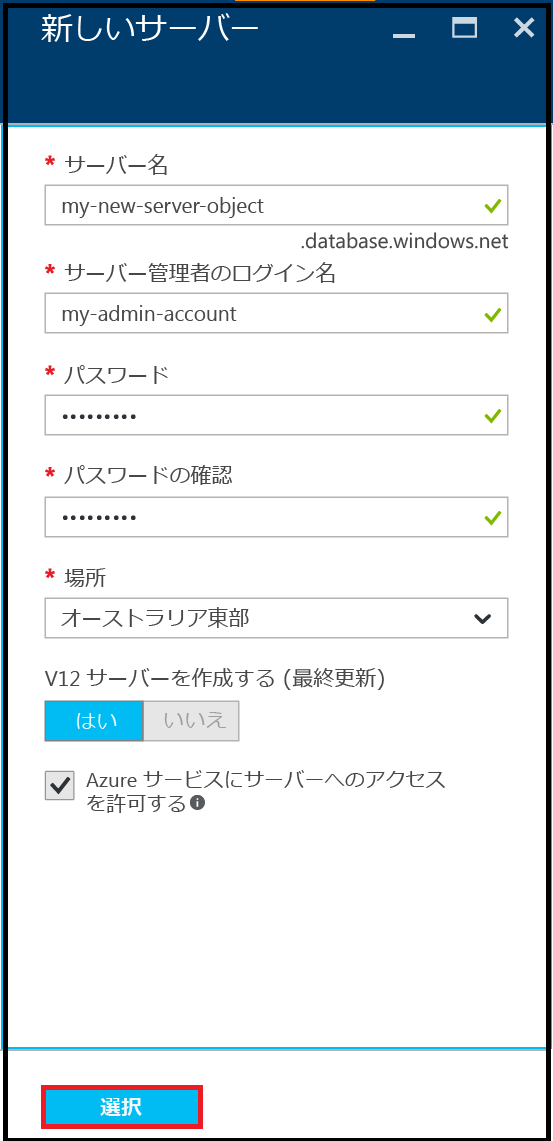 新しいサーバー
* サーバー名
my-new-server-object
.database.windows.net
* サーバー管理者のログイン名
my-admin-account
* パスワード
•••••••••
* パスワードの確認
•••••••••
* 場所
オーストラリア東部
V12 サーバーを作成する (最終更新)
はい いいえ
Azure サービスにサーバーへのアクセス
を許可する
選択